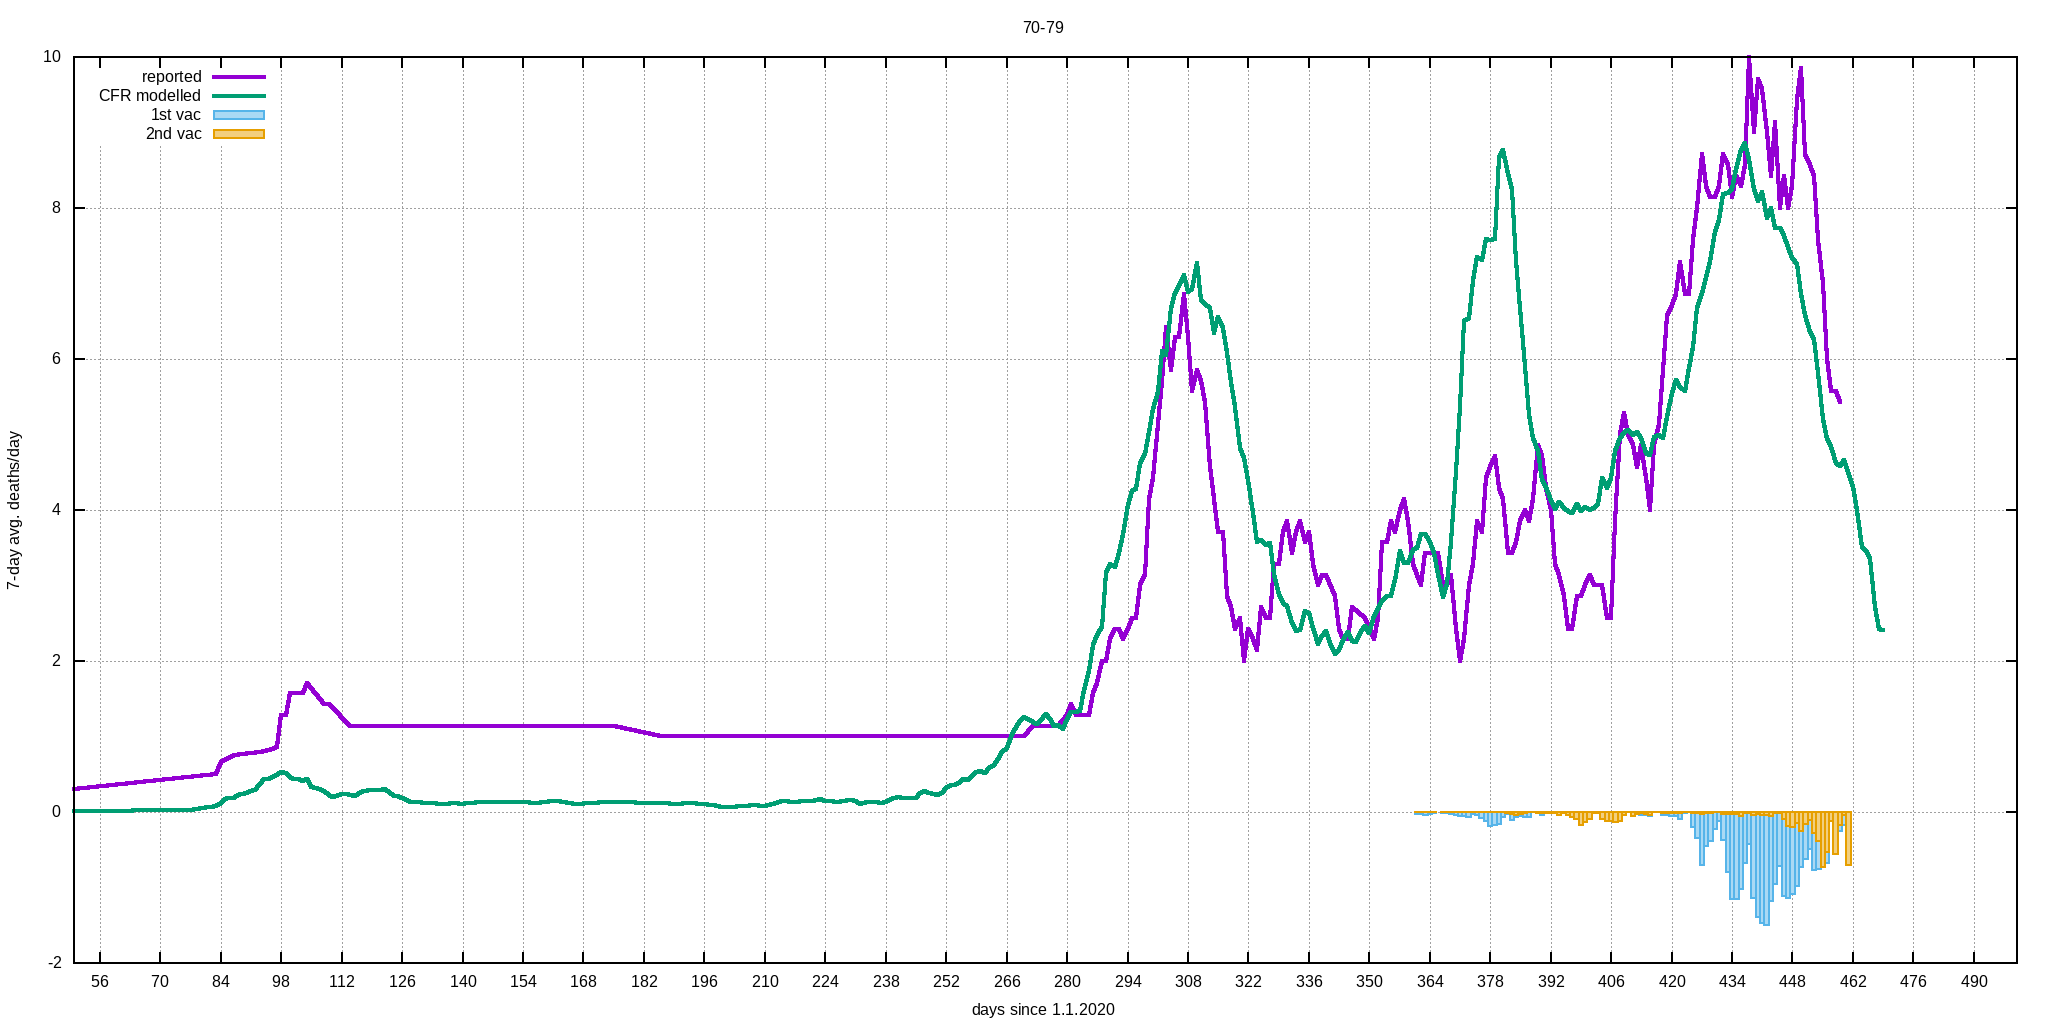 70-79
10
8
6
4
2
0
-2
7-day avg. deaths/day
reported
CFR modelled
1st vac
2nd vac
56 70 84 98 112 126 140 154 168 182 196 210 224 238 252 266 280 294 308 322 336 350 364 378 392 406 420 434 448 462 476 490
days since 1.1.2020